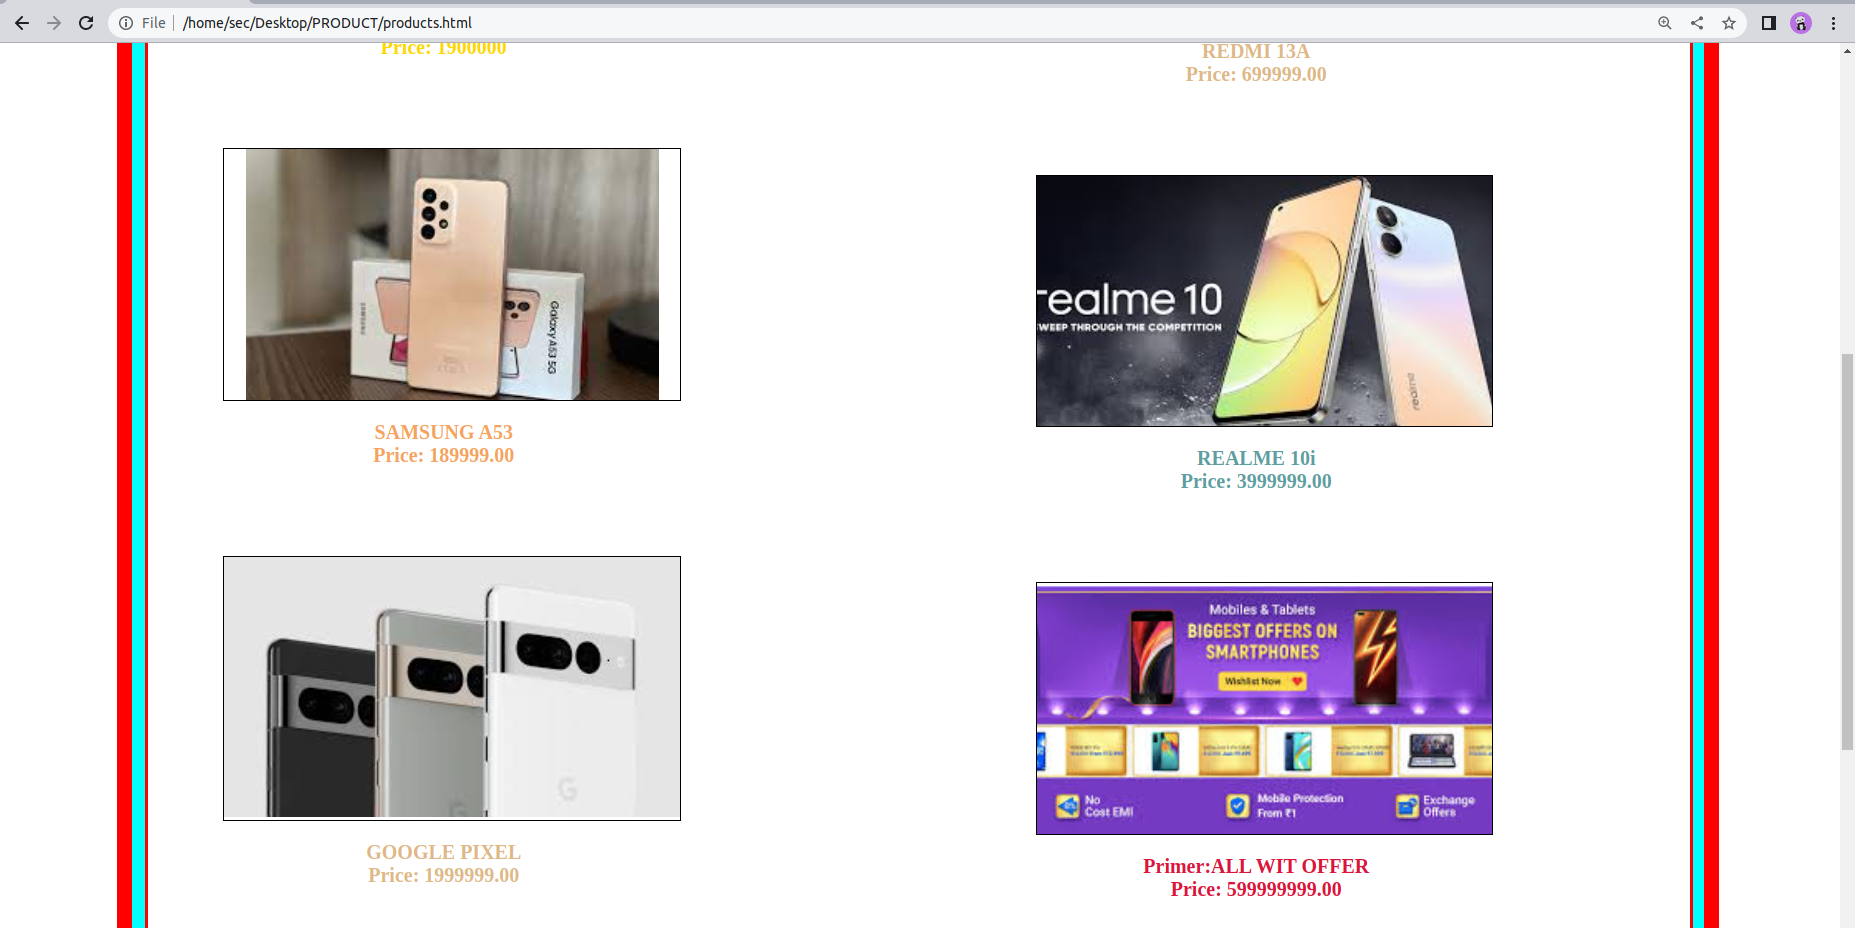 File
/home/sec/Desktop/PRODUCT/products.html
Price: 1900000
REDMI 13A
Price: 699999.00
Galaxy A53 5G
SAMSUNG
SAMSUNG A53
Price: 189999.00
realme 10
SWEEP THROUGH THE COMPETITION
realme
REALME 10i
Price: 3999999.00
G
G
GOOGLE PIXEL
Price: 1999999.00
Mobiles & Tablets
BIGGEST OFFERS ON
SMARTPHONES
Wishlist Now
No
Cost EMI
Mobile Protection
From ₹1
Exchange
Offers
Primer:ALL WIT OFFER
Price: 599999999.00